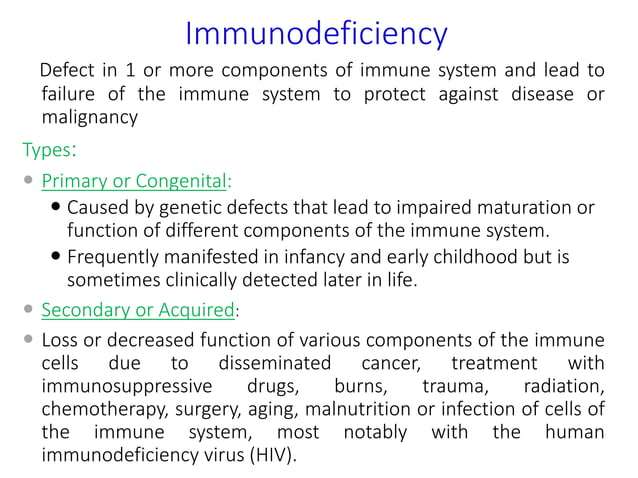 Immunodeficiency
Defect in 1 or more components of immune system and lead to
failure of the immune system to protect against disease or
malignancy
Types:
• Primary or Congenital:
• Caused by genetic defects that lead to impaired maturation or
function of different components of the immune system.
• Frequently manifested in infancy and early childhood but is
sometimes clinically detected later in life.
• Secondary or Acquired:
• Loss or decreased function of various components of the immune
cells due to disseminated cancer, treatment with
immunosuppressive drugs, burns, trauma, radiation,
chemotherapy, surgery, aging, malnutrition or infection of cells of
the immune system, most notably with the human
immunodeficiency virus (HIV).